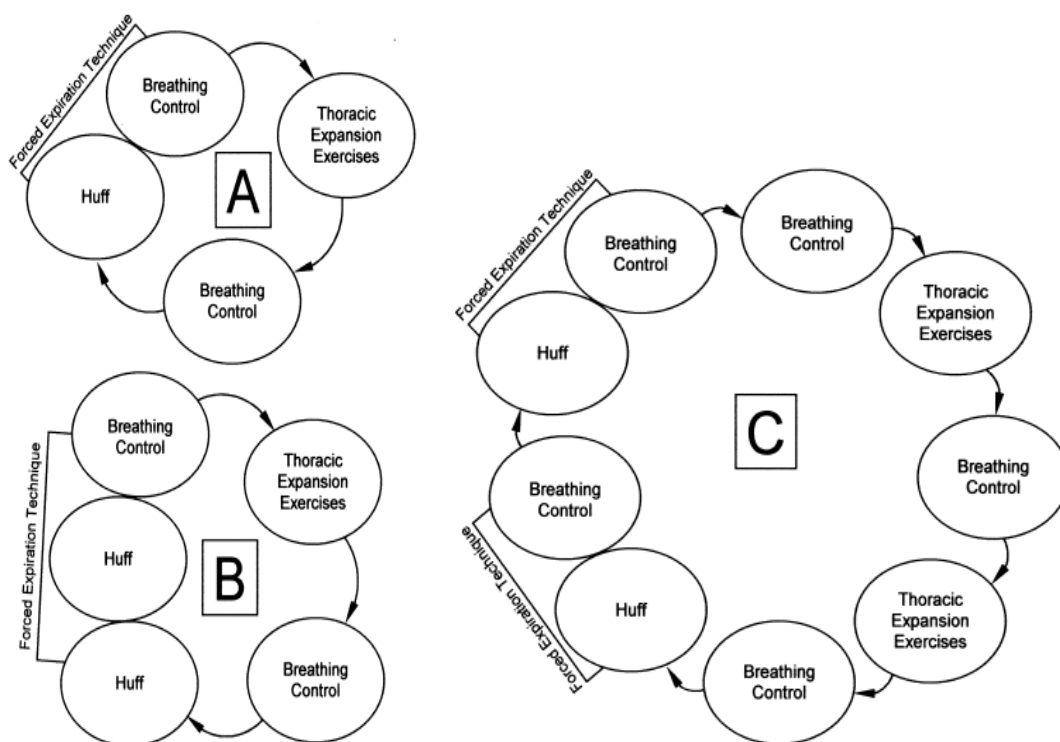 Forced Expiration Technique
Breathing
Control
Thoracic
Expansion
Exercises
Huff
A
Breathing
Control
Forced Expiration Technique
Breathing
Control
Thoracic
Expansion
Exercises
Huff
B
Huff
Breathing
Control
Forced Expiration Technique
Breathing
Control
Breathing
Control
Thoracic
Expansion
Exercises
Huff
C
Breathing
Control
Breathing
Control
Forced Expiration Technique
Huff
Thoracic
Expansion
Exercises
Breathing
Control